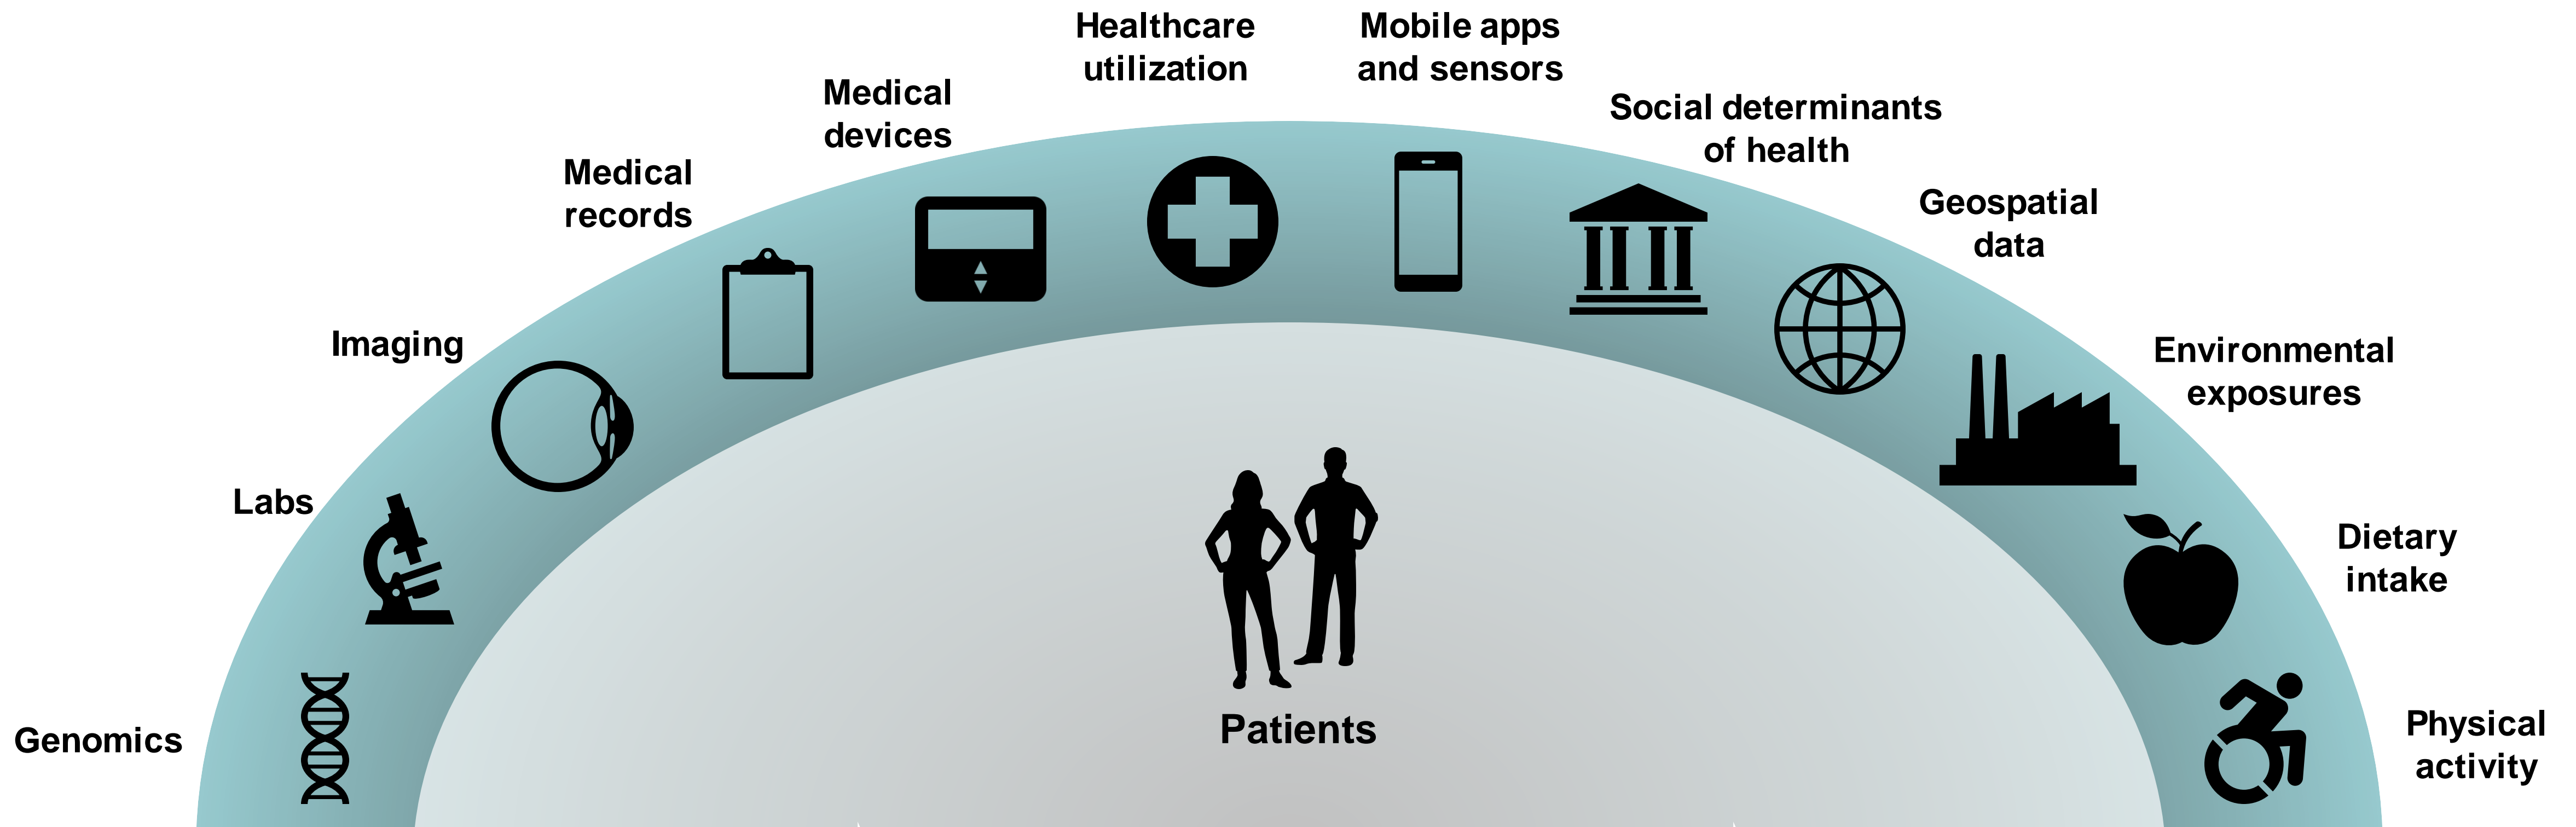 Genomics
Labs
Imaging
Medical
records
Medical
devices
Healthcare
utilization
Mobile apps
and sensors
Social determinants
of health
Geospatial
data
Environmental
exposures
Dietary
intake
Physical
activity
Patients